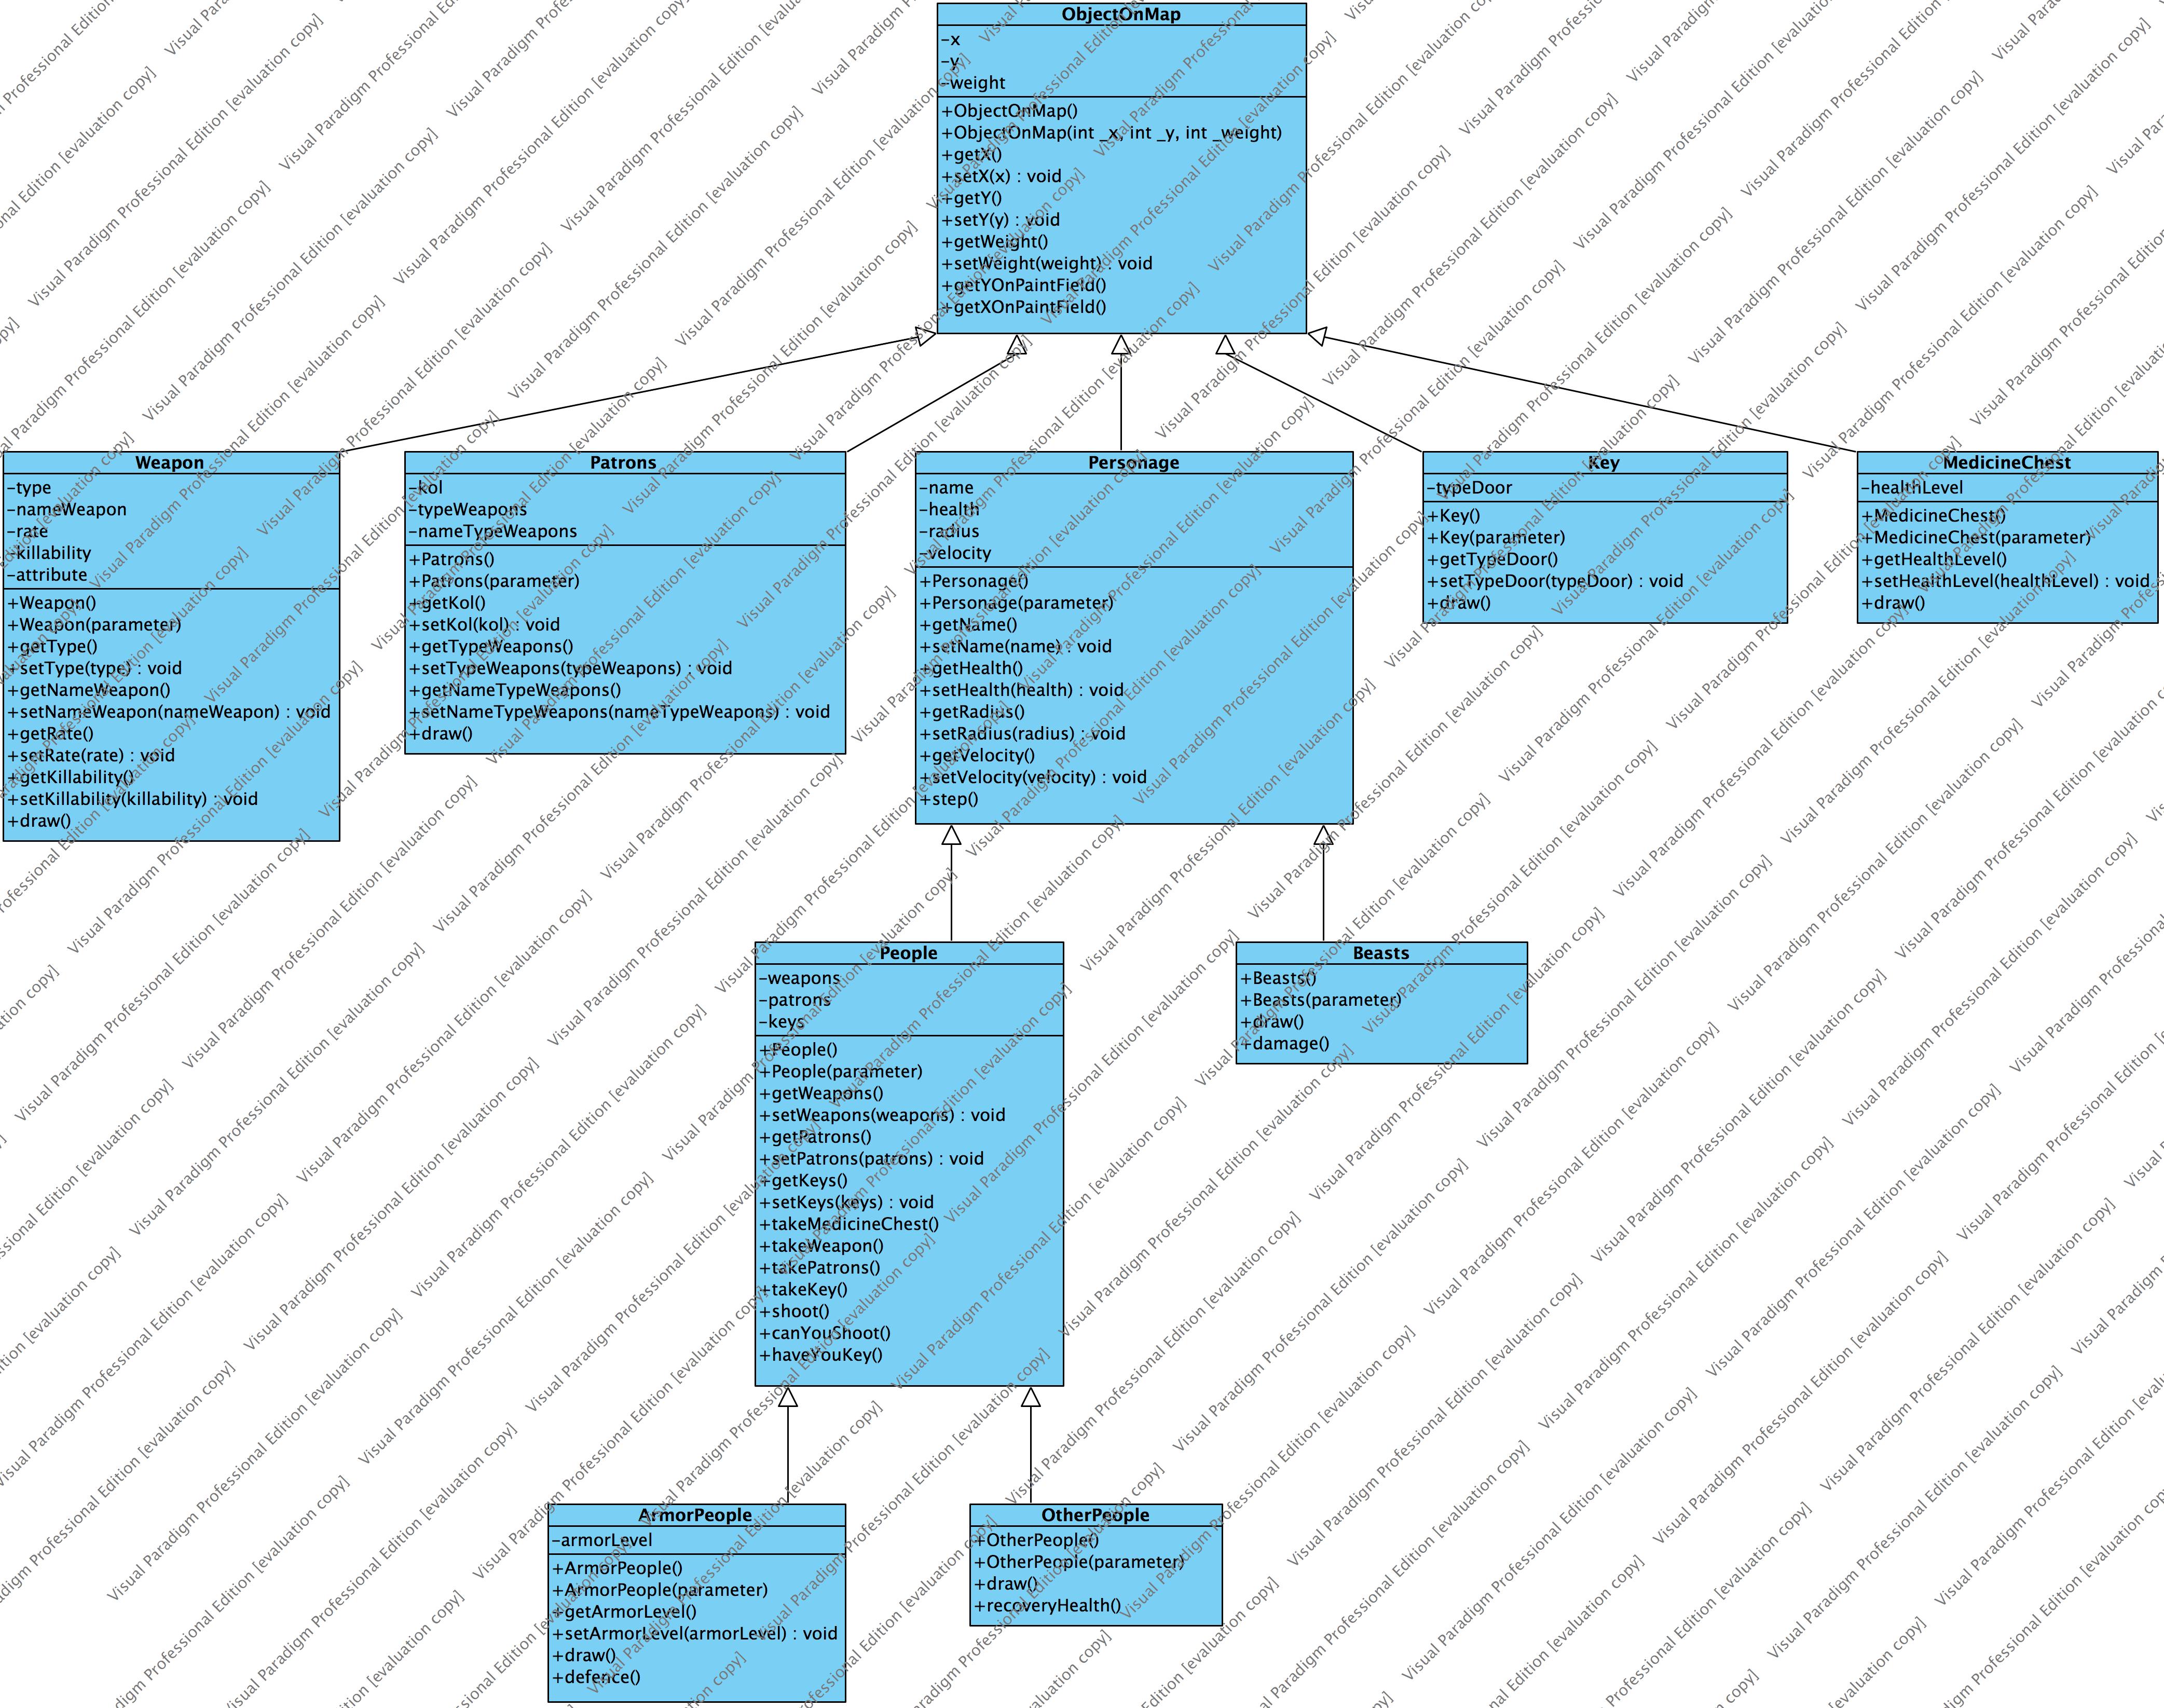 ObjectOnMap
-x
-y
-weight
+ObjectOnMap()
+ObjectOnMap(int _x, int _y, int _weight)
+getX()
+setX(x) : void
+getY()
+setY(y) : void
+getWeight()
+setWeight(weight) : void
+getYOnPaintField()
+getXOnPaintField()
Weapon
-type
-nameWeapon
-rate
-killability
-attribute
+Weapon()
+Weapon(parameter)
+getType()
+setType(type) : void
+getNameWeapon()
+setNameWeapon(nameWeapon) : void
+getRate()
+setRate(rate) : void
+getKillability()
+setKillability(killability) : void
+draw()
Patrons
-kol
-typeWeapons
-nameTypeWeapons
+Patrons()
+Patrons(parameter)
+getKol()
+setKol(kol) : void
+getTypeWeapons()
+setTypeWeapons(typeWeapons) : void
+getNameTypeWeapons()
+setNameTypeWeapons(nameTypeWeapons) : void
+draw()
Personage
-name
-health
-radius
-velocity
+Personage()
+Personage(parameter)
+getName()
+setName(name) : void
+getHealth()
+setHealth(health) : void
+getRadius()
+setRadius(radius) : void
+getVelocity()
+setVelocity(velocity) : void
+step()
Key
-typeDoor
+Key()
+Key(parameter)
+getTypeDoor()
+setTypeDoor(typeDoor) : void
+draw()
MedicineChest
-healthLevel
+MedicineChest()
+MedicineChest(parameter)
+getHealthLevel()
+setHealthLevel(healthLevel) : void
+draw()
People
-weapons
-patrons
-keys
+People()
+People(parameter)
+getWeapons()
+setWeapons(weapons) : void
+getPatrons()
+setPatrons(patrons) : void
+getKeys()
+setKeys(keys) : void
+takeMedicineChest()
+takeWeapon()
+takePatrons()
+takeKey()
+shoot()
+canYouShoot()
+haveYouKey()
Beasts
+Beasts()
+Beasts(parameter)
+draw()
+damage()
ArmorPeople
-armorLevel
+ArmorPeople()
+ArmorPeople(parameter)
+getArmorLevel()
+setArmorLevel(armorLevel) : void
+draw()
+defence()
OtherPeople
+OtherPeople()
+OtherPeople(parameter)
+draw()
+recoveryHealth()
Visual Paradigm Professional Edition [evaluation copy]